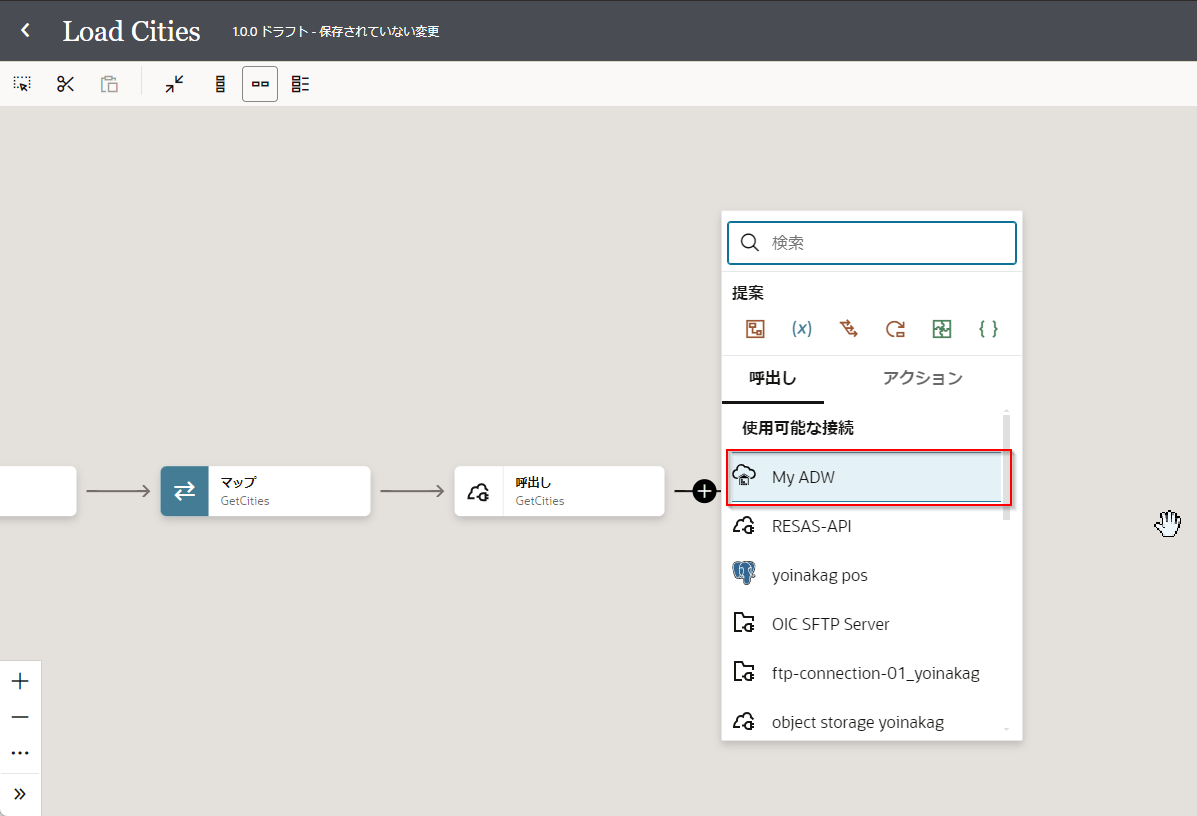 Load Cities
1.0.0 ドラフト - 保存されていない変更
検索
提案
(x)
{ }
呼出し
アクション
使用可能な接続
My ADW
RESAS-API
yoinakag pos
OIC SFTP Server
ftp-connection-01_yoinakag
object storage yoinakag
マップ
GetCities
呼出し
GetCities